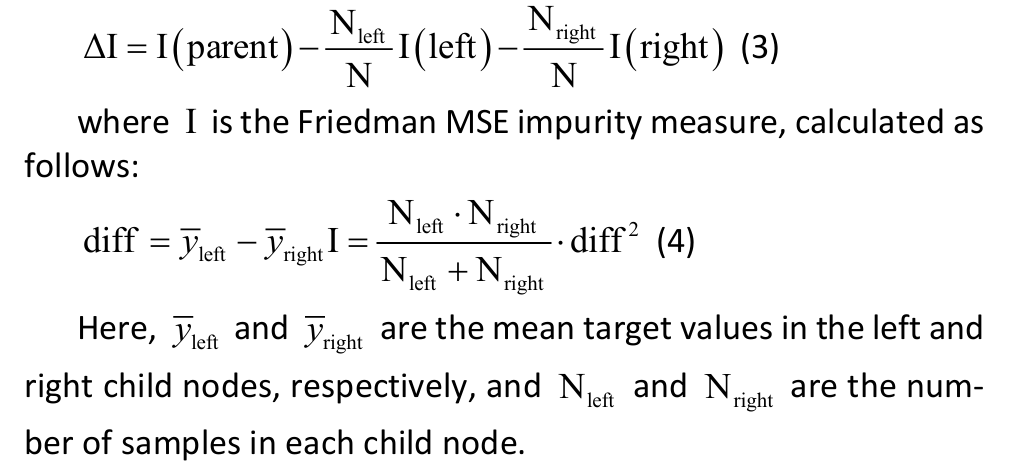 ΔI = I(parent) − N_left/N I(left) − N_right/N I(right) (3)
where I is the Friedman MSE impurity measure, calculated as
follows:
diff = ȳ_left − ȳ_right I = (N_left · N_right)/(N_left + N_right) · diff² (4)
Here, ȳ_left and ȳ_right are the mean target values in the left and
right child nodes, respectively, and N_left and N_right are the num-
ber of samples in each child node.